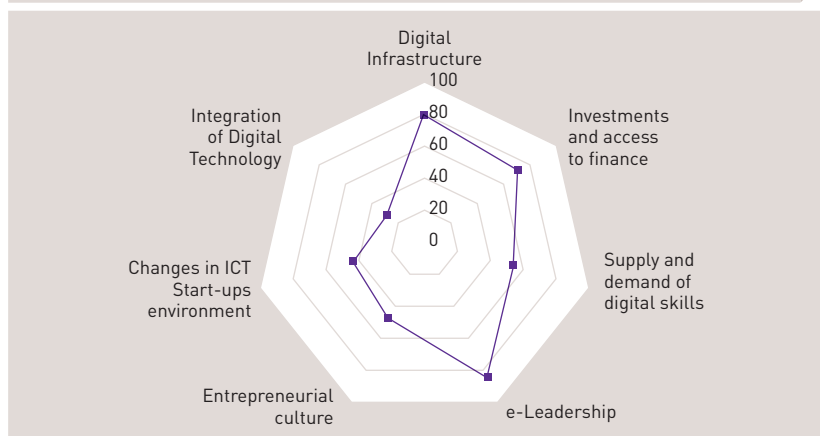 Digital
Infrastructure
100
80
60
40
20
0
Investments
and access
to finance
Supply and
demand of
digital skills
e-Leadership
Entrepreneurial
culture
Changes in ICT
Start-ups
environment
Integration
of Digital
Technology